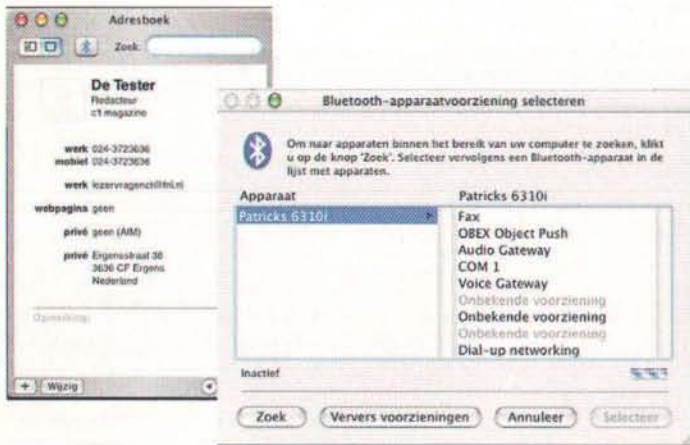 Adresboek
Zoek:
De Tester
Redacteur
c't magazine
werk 024-3723636
mobiel 024-3723636
werk lezervragenct@fnl.nl
webpagina geen
privé geen (AIM)
privé Ergensstraat 36
3636 CF Ergens
Nederland
Opmerking:
+ Wijzig
Bluetooth-apparaatvoorziening selecteren
Om naar apparaten binnen het bereik van uw computer te zoeken, klikt
u op de knop 'Zoek'. Selecteer vervolgens een Bluetooth-apparaat in de
lijst met apparaten.
Apparaat
Patricks 6310i
Patricks 6310i
Fax
OBEX Object Push
Audio Gateway
COM 1
Voice Gateway
Onbekende voorziening
Onbekende voorziening
Onbekende voorziening
Dial-up networking
Inactief
Zoek Ververs voorzieningen Annuleer Selecteer